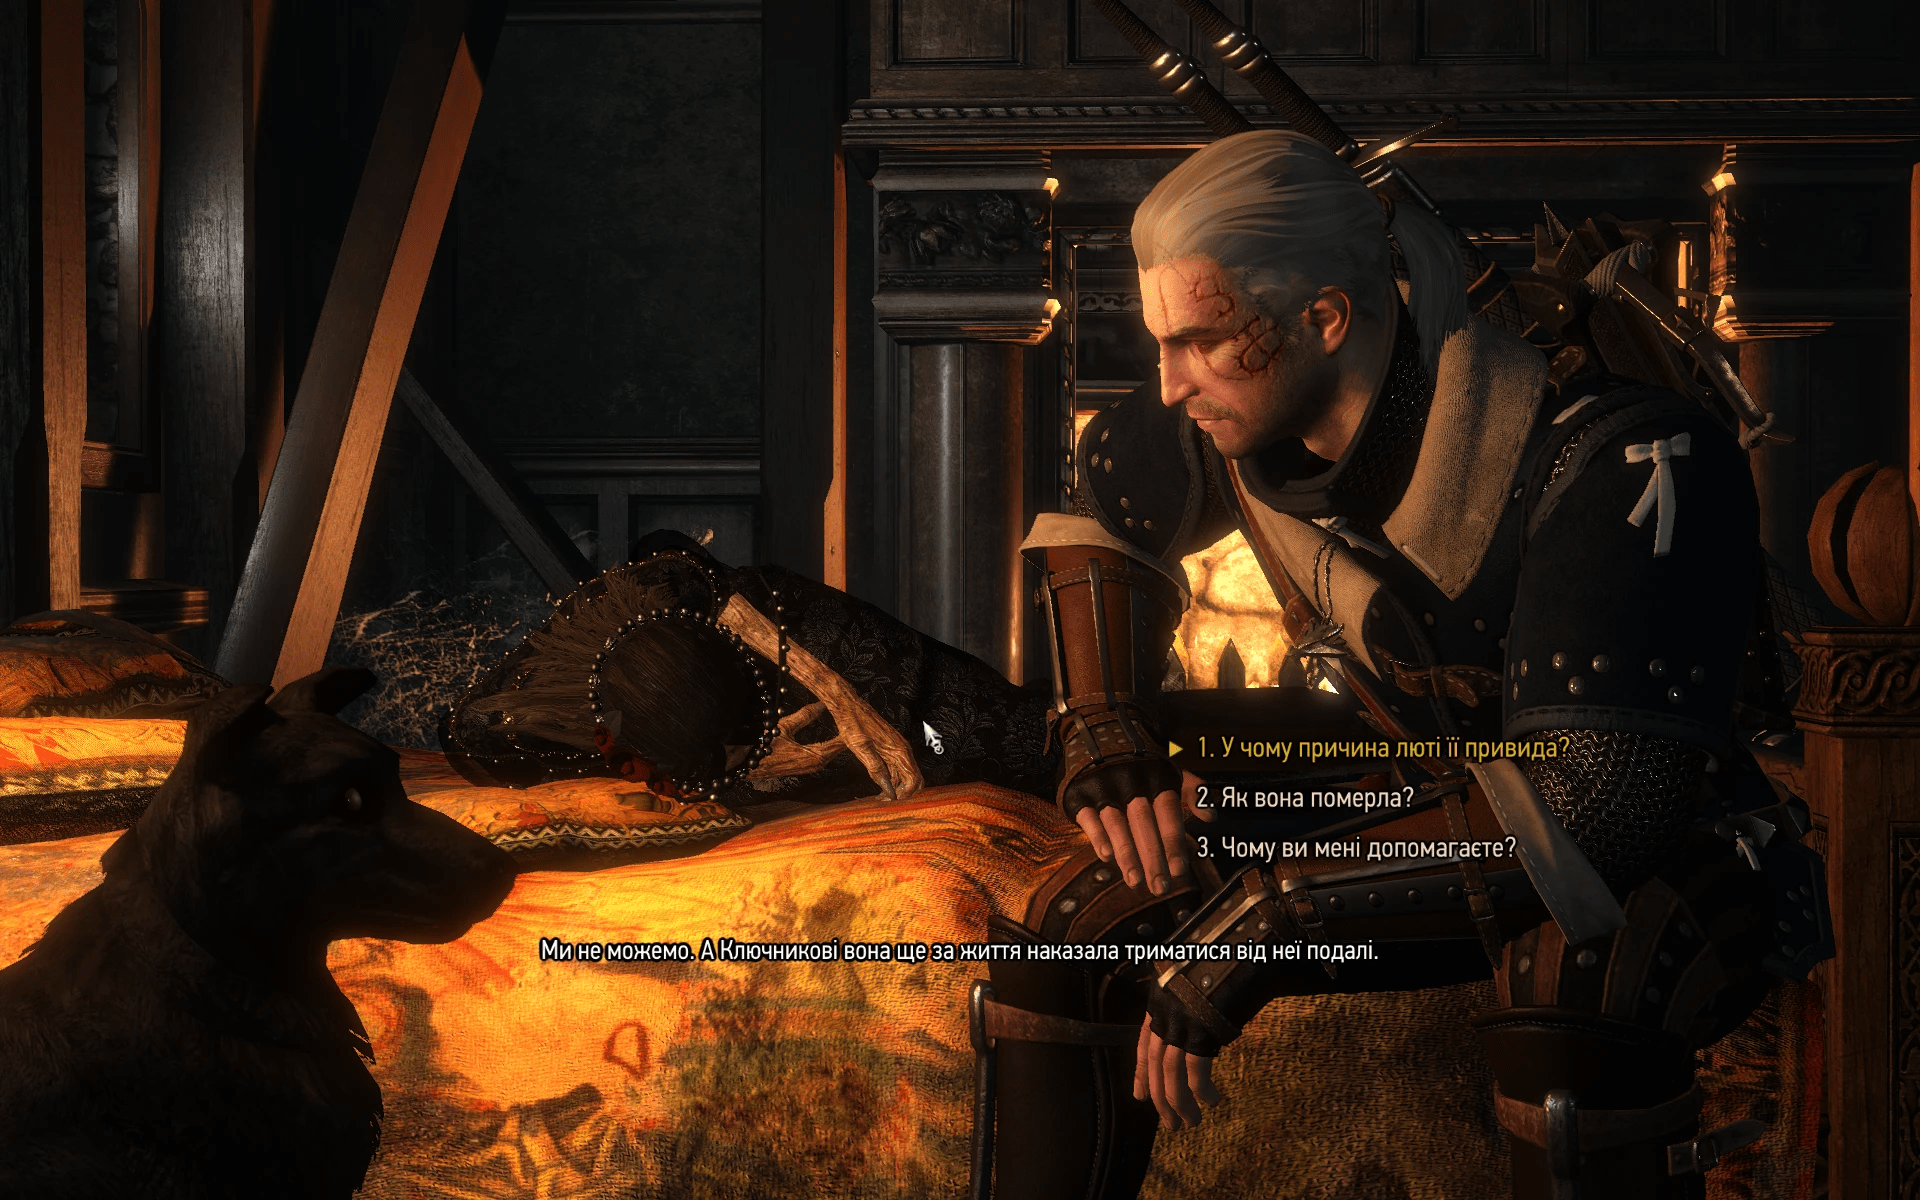 1. У чому причина люті її привида?
2. Як вона померла?
3. Чому ви мені допомагаєте?
Ми не можемо. А Ключникові вона ще за життя наказала триматися від неї подалі.